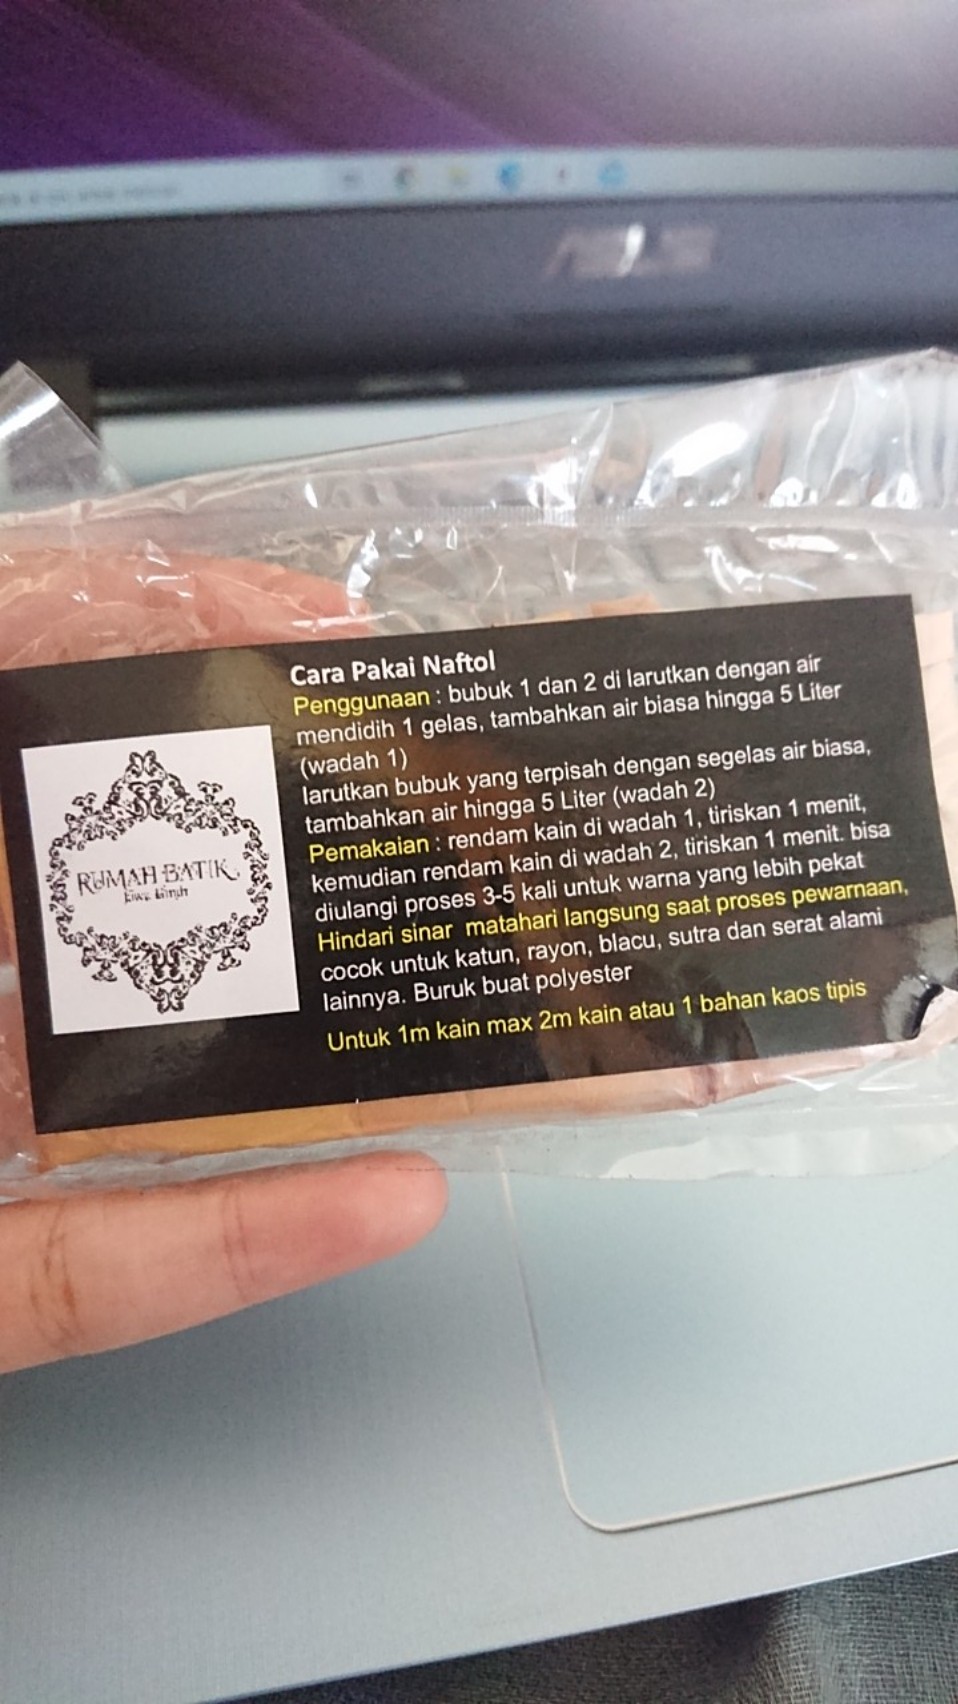 ASUS
Cara Pakai Naftol
Penggunaan : bubuk 1 dan 2 di larutkan dengan air
mendidih 1 gelas, tambahkan air biasa hingga 5 Liter
(wadah 1)
larutkan bubuk yang terpisah dengan segelas air biasa,
tambahkan air hingga 5 Liter (wadah 2)
Pemakaian : rendam kain di wadah 1, tiriskan 1 menit,
kemudian rendam kain di wadah 2, tiriskan 1 menit. bisa
diulangi proses 3-5 kali untuk warna yang lebih pekat
Hindari sinar matahari langsung saat proses pewarnaan,
cocok untuk katun, rayon, blacu, sutra dan serat alami
lainnya. Buruk buat polyester
Untuk 1m kain max 2m kain atau 1 bahan kaos tipis
RUMAH BATIK